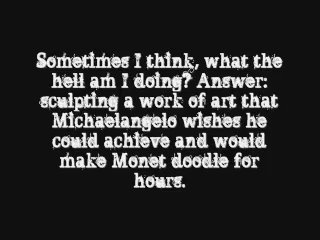 Sometimes I think, what the
hell am I doing? Answer:
sculpting a work of art that
Michaelangelo wishes he
could achieve and would
make Monet doodle for
hours.